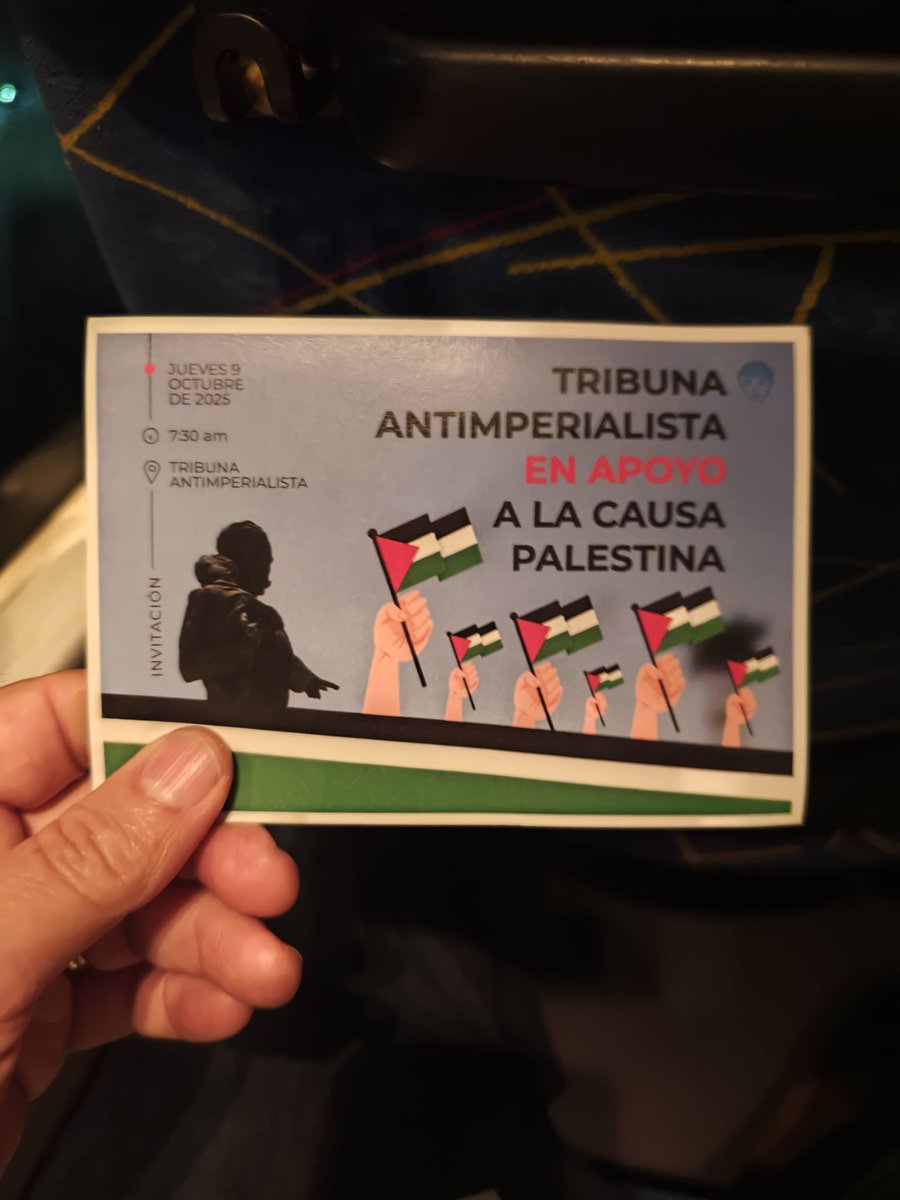 JUEVES 9
OCTUBRE
DE 2025
7:30 am
TRIBUNA
ANTIMPERIALISTA
INVITACIÓN
TRIBUNA
ANTIMPERIALISTA
EN APOYO
A LA CAUSA
PALESTINA